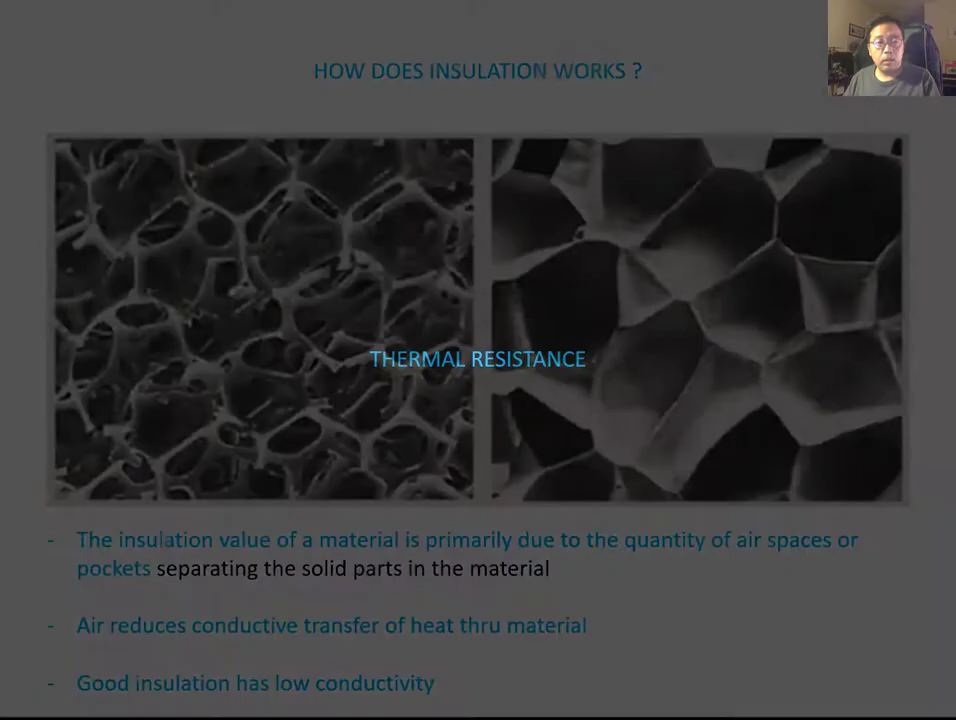 HOW DOES INSULATION WORKS ?
THERMAL RESISTANCE
- The insulation value of a material is primarily due to the quantity of air spaces or
pockets separating the solid parts in the material
- Air reduces conductive transfer of heat thru material
- Good insulation has low conductivity